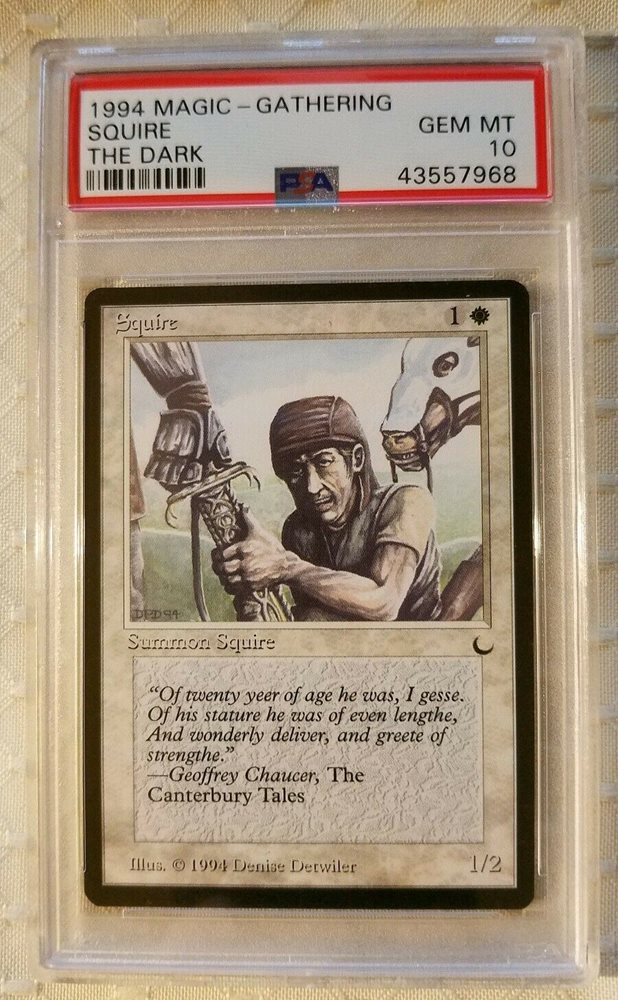 1994 MAGIC – GATHERING
SQUIRE GEM MT
THE DARK 10
PSA 43557968
Squire 1
DPD94
Summon Squire
“Of twenty yeer of age he was, I gesse.
Of his stature he was of even lengthe,
And wonderly deliver, and greete of
strengthe.”
—Geoffrey Chaucer, The
Canterbury Tales
Illus. © 1994 Denise Detwiler 1/2